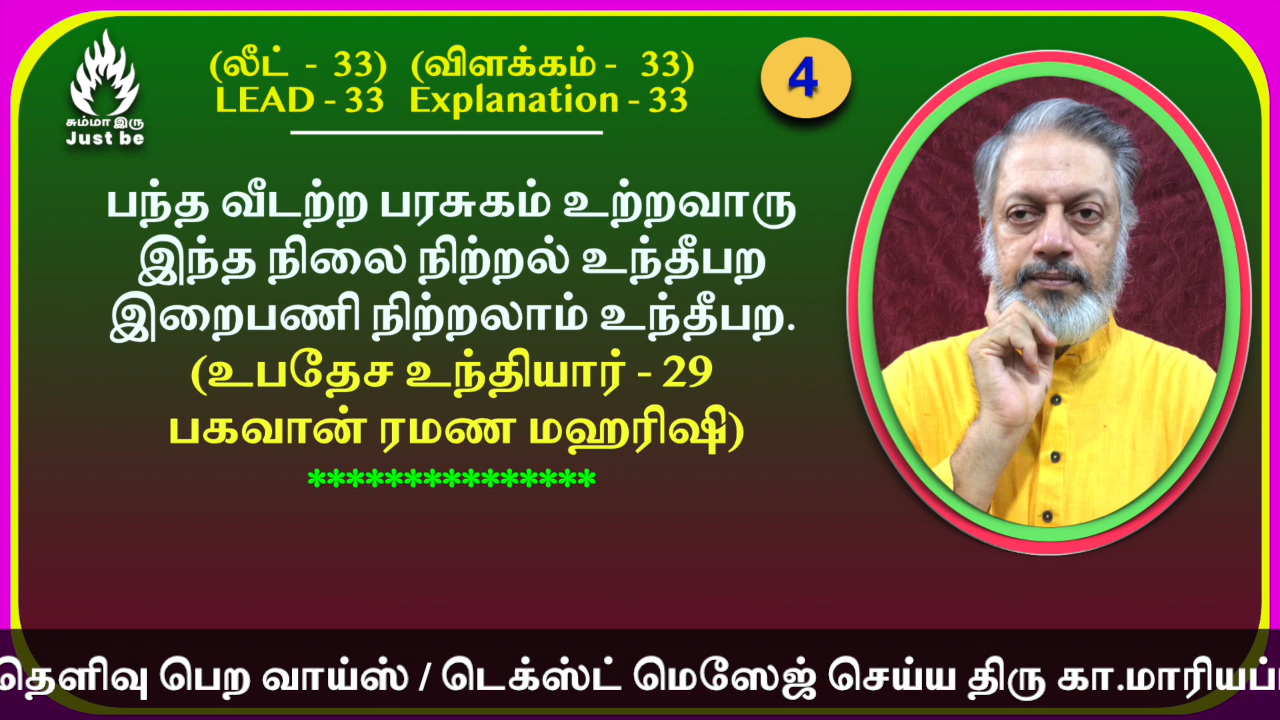 சும்மா இரு
Just be
(லீட் - 33) (விளக்கம் - 33)
LEAD - 33 Explanation - 33
4
பந்த வீடற்ற பரசுகம் உற்றவாரு
இந்த நிலை நிற்றல் உந்தீபற
இறைபணி நிற்றலாம் உந்தீபற.
(உபதேச உந்தியார் - 29
பகவான் ரமண மஹரிஷி)
***************
தெளிவு பெற வாய்ஸ் / டெக்ஸ்ட் மெஸேஜ் செய்ய திரு கா.மாரியப்